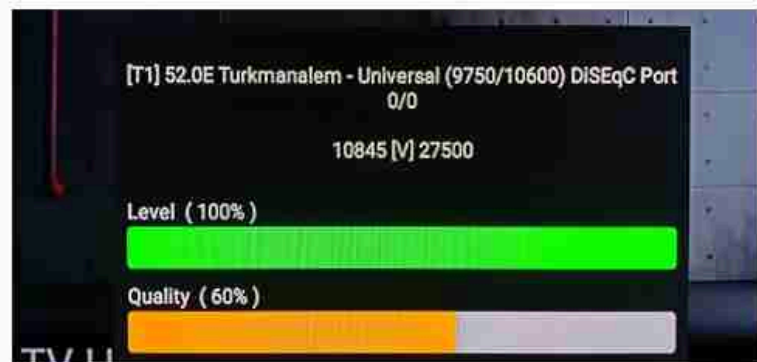 [T1] 52.0E Turkmanalem - Universal (9750/10600) DiSEqC Port
0/0
10845 [V] 27500
Level ( 100% )
Quality ( 60% )